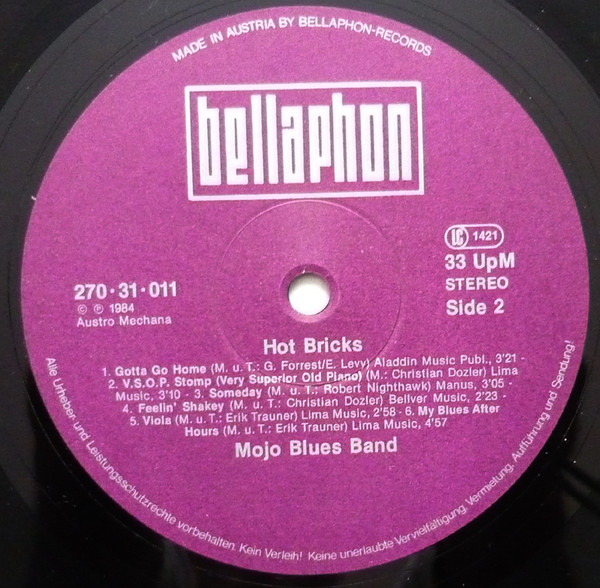 MADE IN AUSTRIA BY BELLAPHON-RECORDS
bellaphon
LC 1421
270·31·011
33 UpM
© ℗ 1984
STEREO
Austro Mechana
Side 2
Hot Bricks
1. Gotta Go Home (M. u. T.: G. Forrest/E. Levy) Aladdin Music Publ., 3'21 -
2. V.S.O.P. Stomp (Very Superior Old Piano) (M.: Christian Dozler) Lima
Music, 3'10 - 3. Someday (M. u. T.: Robert Nighthawk) Manus, 3'05 -
4. Feelin' Shakey (M. u. T.: Christian Dozler) Bellver Music, 2'23 -
5. Viola (M. u. T.: Erik Trauner) Lima Music, 2'58 - 6. My Blues After
Hours (M. u. T.: Erik Trauner) Lima Music, 4'57
Mojo Blues Band
Alle Urheber- und Leistungsschutzrechte vorbehalten. Kein Verleih! Keine unerlaubte Vervielfältigung, Vermietung, Aufführung und Sendung!